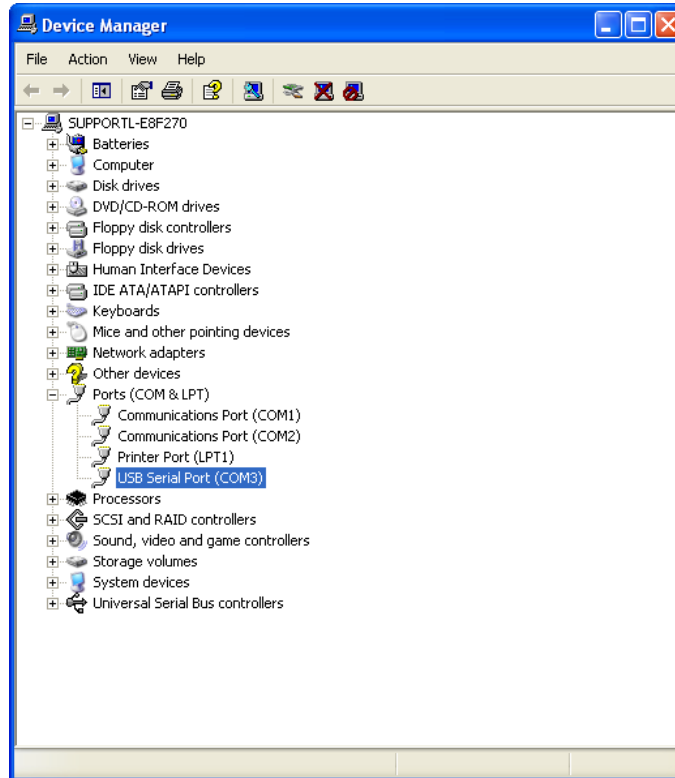 Device Manager
File Action View Help
SUPPORTL-E8F270
Batteries
Computer
Disk drives
DVD/CD-ROM drives
Floppy disk controllers
Floppy disk drives
Human Interface Devices
IDE ATA/ATAPI controllers
Keyboards
Mice and other pointing devices
Network adapters
Other devices
Ports (COM & LPT)
Communications Port (COM1)
Communications Port (COM2)
Printer Port (LPT1)
USB Serial Port (COM3)
Processors
SCSI and RAID controllers
Sound, video and game controllers
Storage volumes
System devices
Universal Serial Bus controllers